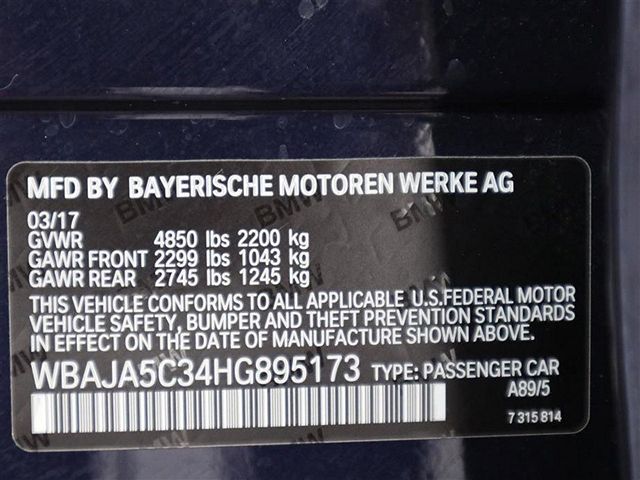 MFD BY BAYERISCHE MOTOREN WERKE AG
03/17
GVWR 4850 lbs 2200 kg
GAWR FRONT 2299 lbs 1043 kg
GAWR REAR 2745 lbs 1245 kg
THIS VEHICLE CONFORMS TO ALL APPLICABLE U.S.FEDERAL MOTOR
VEHICLE SAFETY, BUMPER AND THEFT PREVENTION STANDARDS
IN EFFECT ON THE DATE OF MANUFACTURE SHOWN ABOVE.
WBAJA5C34HG895173 TYPE: PASSENGER CAR
A89/5
7 315 814